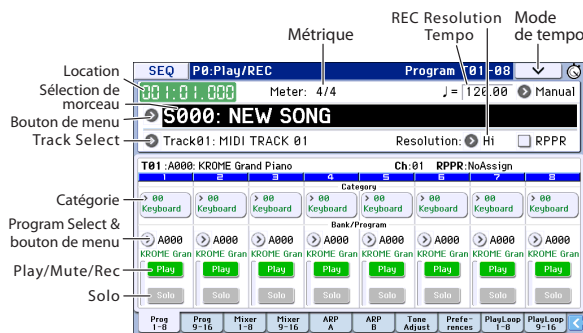 REC Resolution
Mode
Métrique
Tempo
de tempo
Location
SEQ P0:Play/REC Program T01-08
001:01.000 Meter: 4/4 ♩= 120.00 Manual
Sélection de
morceau
S000: NEW SONG
Bouton de menu
Track Select
Track01: MIDI TRACK 01 Resolution: Hi RPPR
T01:A000: KROME Grand Piano Ch:01 RPPR:NoAssign
1 2 3 4 5 6 7 8
Category
Catégorie
> 00 > 00 > 00 > 00 > 00 > 00 > 00 > 00
Keyboard Keyboard Keyboard Keyboard Keyboard Keyboard Keyboard Keyboard
Bank/Program
Program Select &
bouton de menu
A000 A000 A000 A000 A000 A000 A000 A000
KROME Gran KROME Gran KROME Gran KROME Gran KROME Gran KROME Gran KROME Gran KROME Gran
Play/Mute/Rec
Play Play Play Play Play Play Play Play
Solo
Solo Solo Solo Solo Solo Solo Solo Solo
Prog Prog Mixer Mixer ARP ARP Tone Prefe- PlayLoop PlayLoop
1-8 9-16 1-8 9-16 A B Adjust rences 1-8 9-16